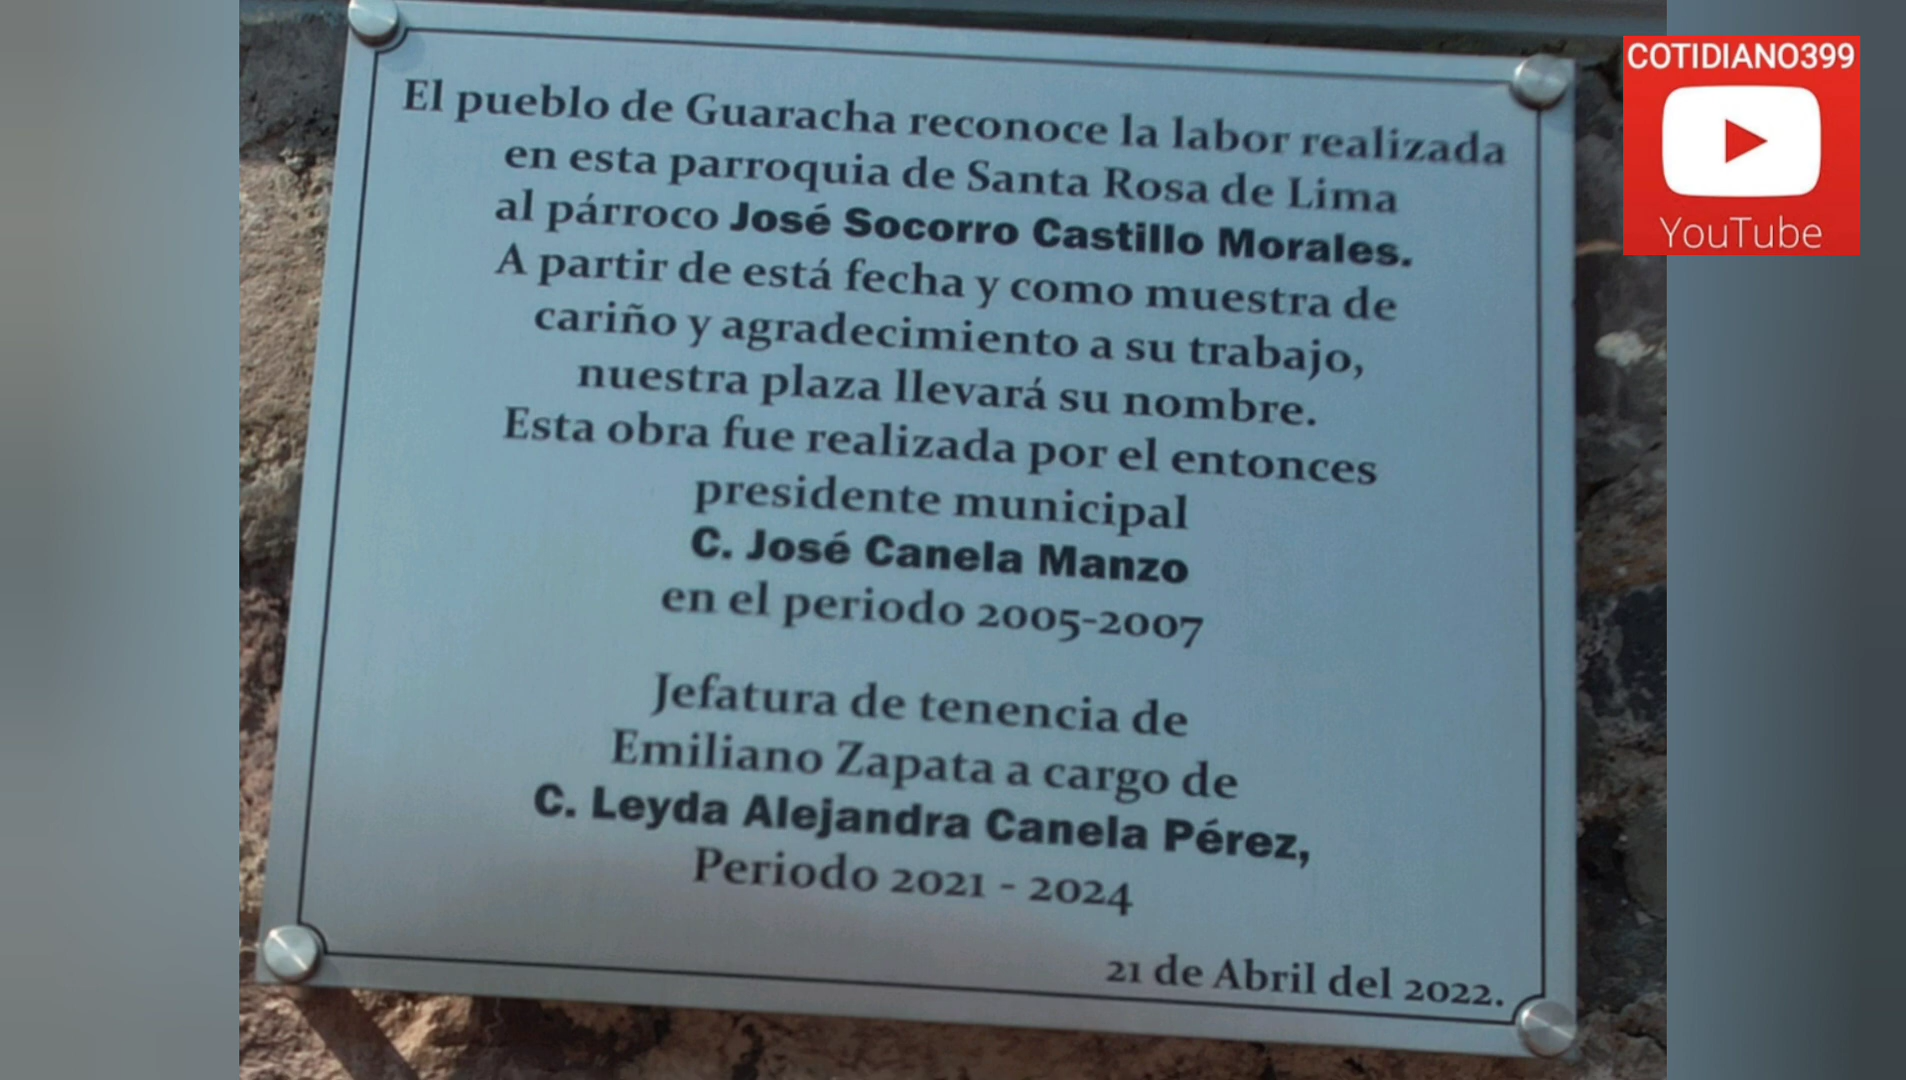 El pueblo de Guaracha reconoce la labor realizada
en esta parroquia de Santa Rosa de Lima
al párroco José Socorro Castillo Morales.
A partir de está fecha y como muestra de
cariño y agradecimiento a su trabajo,
nuestra plaza llevará su nombre.
Esta obra fue realizada por el entonces
presidente municipal
C. José Canela Manzo
en el periodo 2005-2007
Jefatura de tenencia de
Emiliano Zapata a cargo de
C. Leyda Alejandra Canela Pérez,
Periodo 2021 - 2024
21 de Abril del 2022.
COTIDIANO399
YouTube